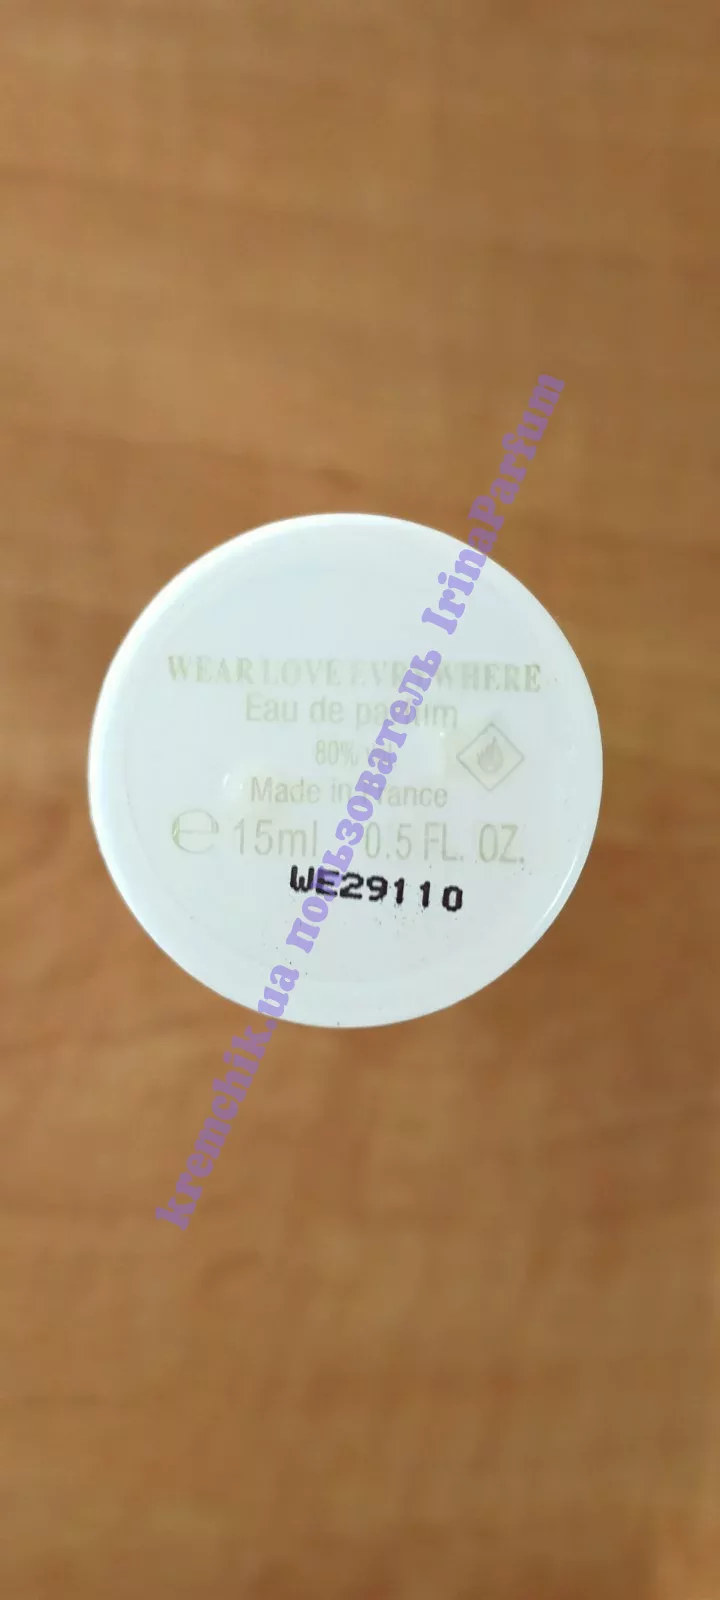 WEAR LOVE EVRYWHERE
Eau de parfum
80%
Made in France
e 15ml 0.5 FL. OZ.
WE29110
kremchik.ua пользователь IrinaParfum